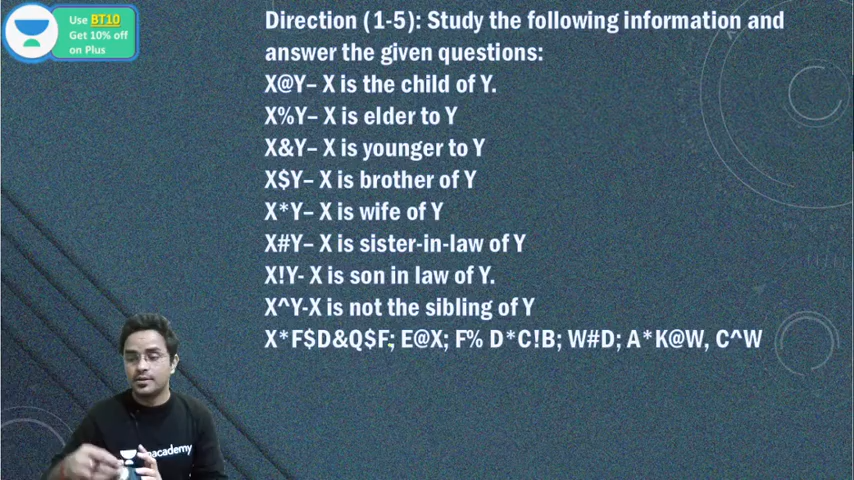 Use BT10
Get 10% off
on Plus
Direction (1-5): Study the following information and
answer the given questions:
X@Y– X is the child of Y.
X%Y– X is elder to Y
X&Y– X is younger to Y
X$Y– X is brother of Y
X*Y– X is wife of Y
X#Y– X is sister-in-law of Y
X!Y- X is son in law of Y.
X^Y-X is not the sibling of Y
X*F$D&Q$F; E@X; F% D*C!B; W#D; A*K@W, C^W